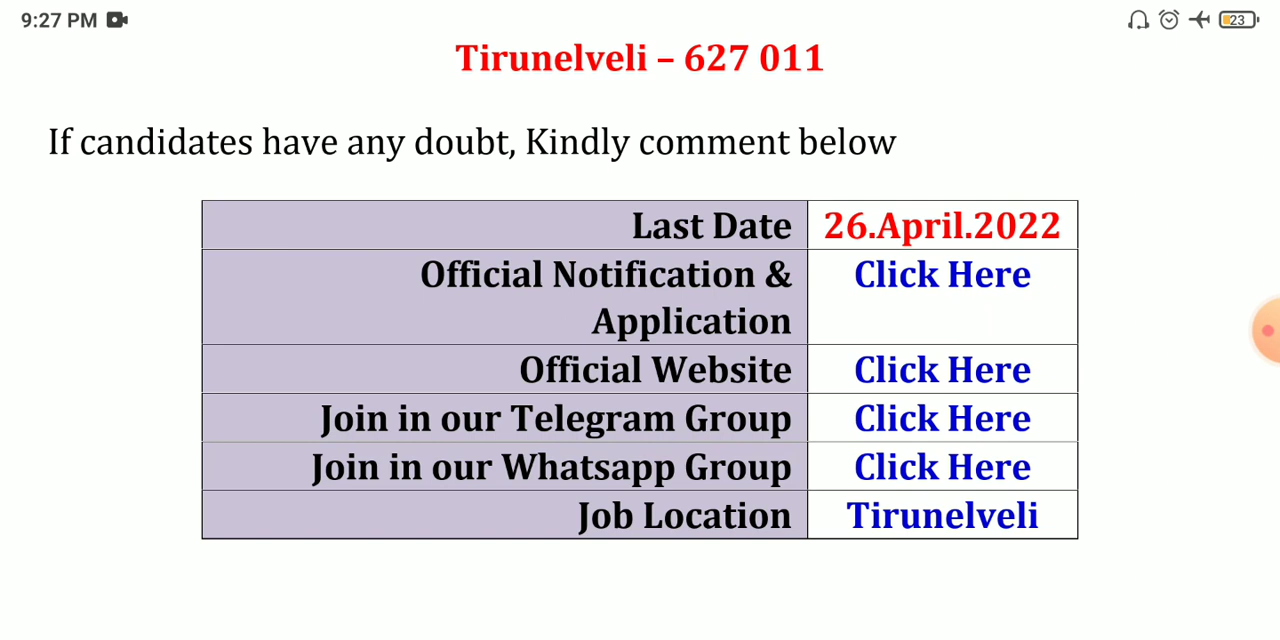 9:27 PM
23
Tirunelveli – 627 011
If candidates have any doubt, Kindly comment below
Last Date 26.April.2022
Official Notification & Click Here
Application
Official Website Click Here
Join in our Telegram Group Click Here
Join in our Whatsapp Group Click Here
Job Location Tirunelveli